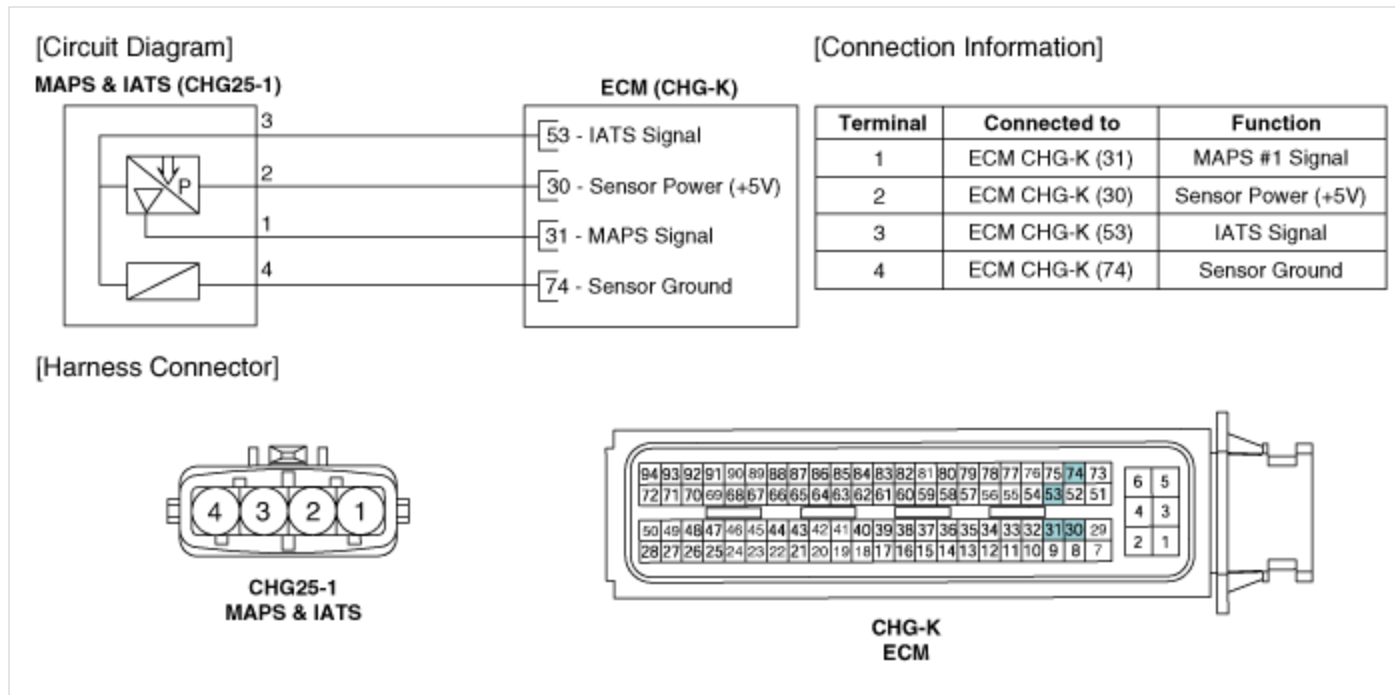 [Circuit Diagram]
MAPS & IATS (CHG25-1)
ECM (CHG-K)
3
53 - IATS Signal
P
2
30 - Sensor Power (+5V)
1
31 - MAPS Signal
4
74 - Sensor Ground
[Connection Information]
Terminal Connected to Function
1 ECM CHG-K (31) MAPS #1 Signal
2 ECM CHG-K (30) Sensor Power (+5V)
3 ECM CHG-K (53) IATS Signal
4 ECM CHG-K (74) Sensor Ground
[Harness Connector]
4 3 2 1
CHG25-1
MAPS & IATS
94 93 92 91 90 89 88 87 86 85 84 83 82 81 80 79 78 77 76 75 74 73
72 71 70 69 68 67 66 65 64 63 62 61 60 59 58 57 56 55 54 53 52 51
50 49 48 47 46 45 44 43 42 41 40 39 38 37 36 35 34 33 32 31 30 29
28 27 26 25 24 23 22 21 20 19 18 17 16 15 14 13 12 11 10 9 8 7
6 5
4 3
2 1
CHG-K
ECM